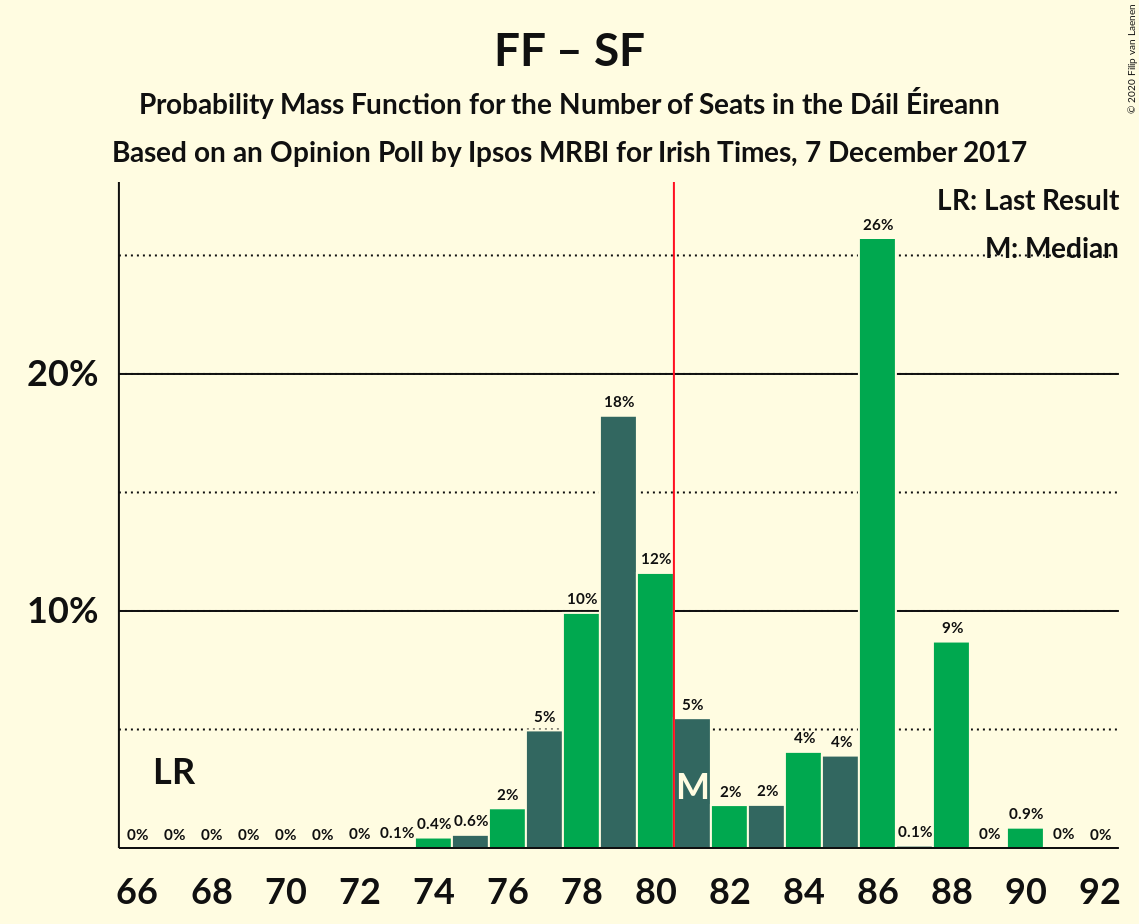 FF – SF
Probability Mass Function for the Number of Seats in the Dáil Éireann
Based on an Opinion Poll by Ipsos MRBI for Irish Times, 7 December 2017
© 2020 Filip van Laenen
LR: Last Result
M: Median
20%
10%
LR
M
0% 0% 0% 0% 0% 0% 0% 0.1% 0.4% 0.6% 2% 5% 10% 18% 12% 5% 2% 2% 4% 4% 26% 0.1% 9% 0% 0.9% 0% 0%
66 68 70 72 74 76 78 80 82 84 86 88 90 92